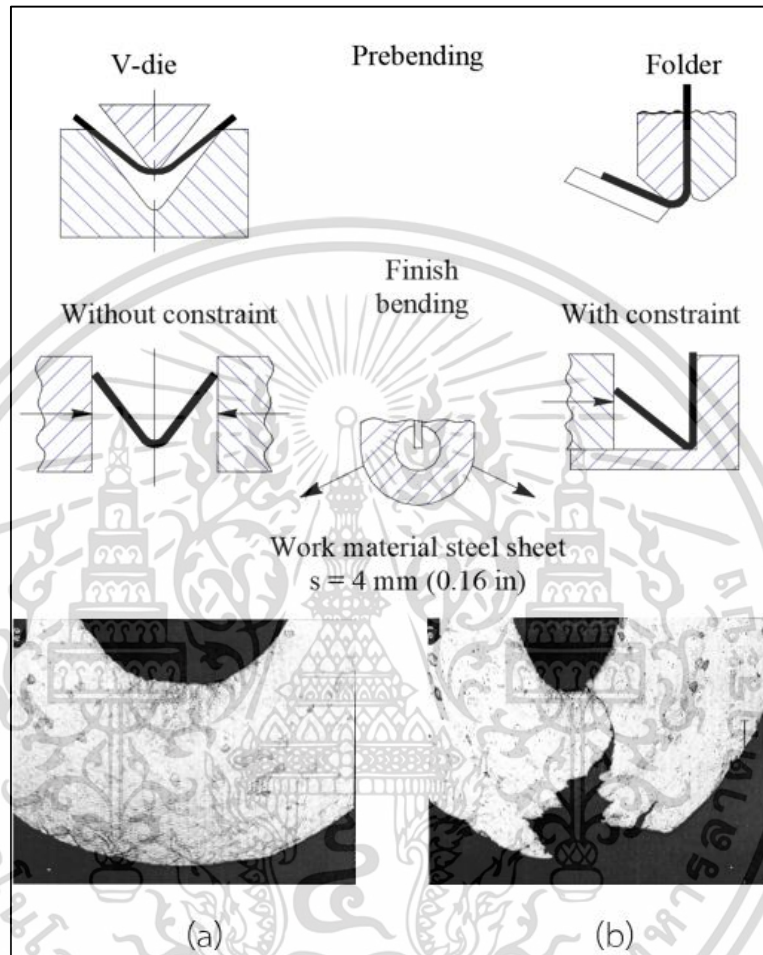 V-die
Prebending
Folder
Finish
bending
Without constraint
With constraint
Work material steel sheet
s = 4 mm (0.16 in)
(a)
(b)